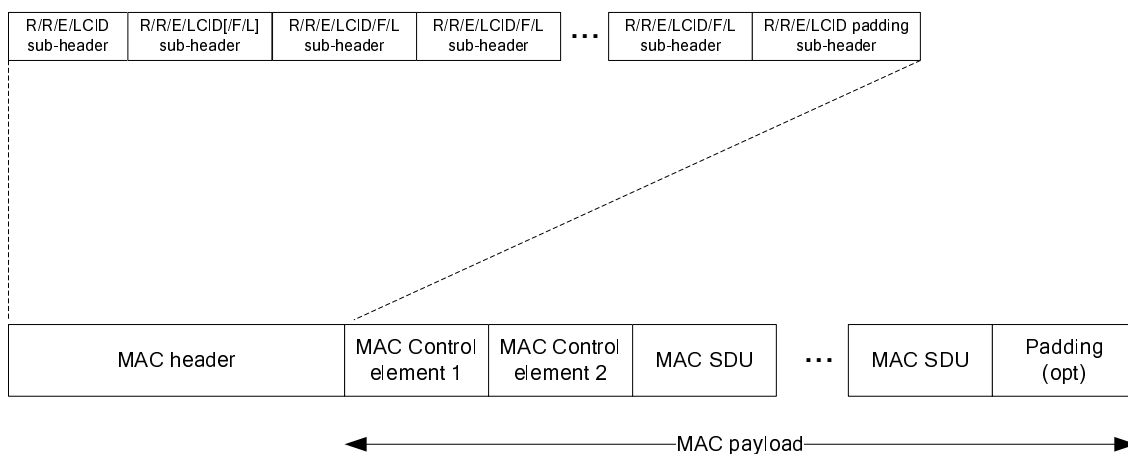 R/R/E/LCID sub-header
R/R/E/LCID[/F/L] sub-header
R/R/E/LCID/F/L sub-header
R/R/E/LCID/F/L sub-header
...
R/R/E/LCID/F/L sub-header
R/R/E/LCID padding sub-header
MAC header
MAC Control element 1
MAC Control element 2
MAC SDU
...
MAC SDU
Padding (opt)
MAC payload